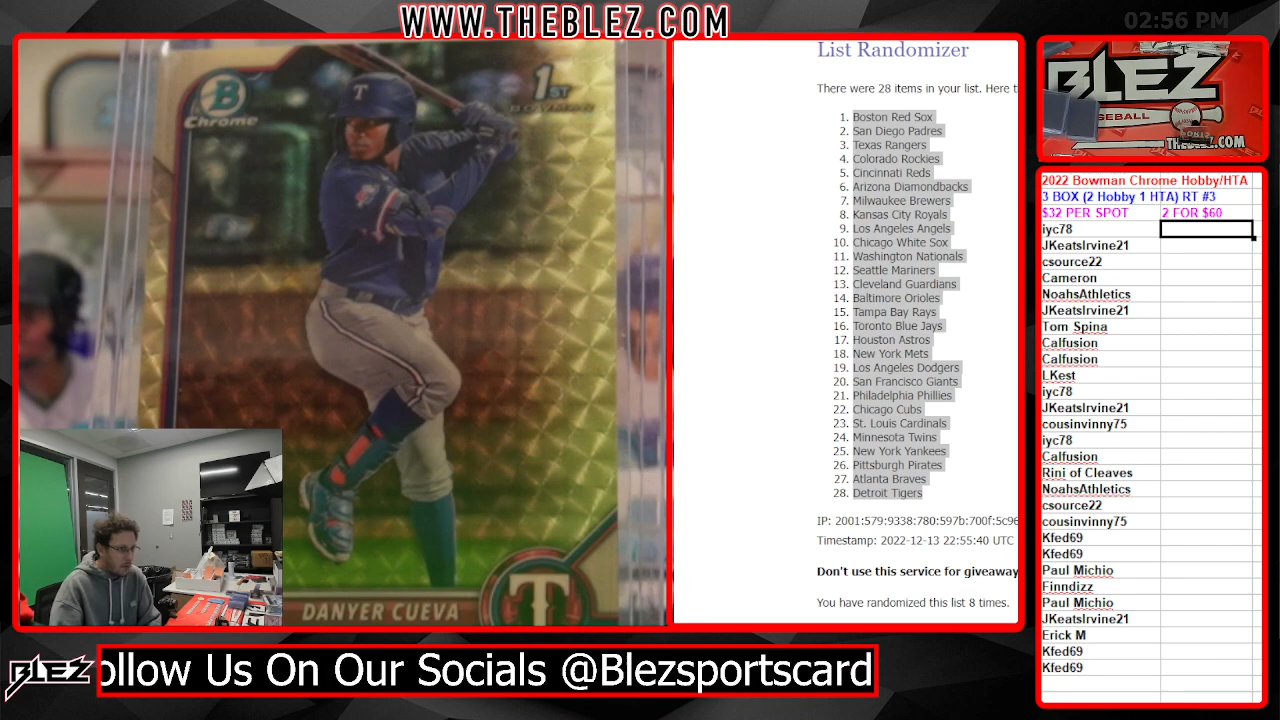 WWW.THEBLEZ.COM
02:56 PM
B
Chrome
1ST
BOWMAN
T
T
DANYER CUEVA
List Randomizer
There were 28 items in your list. Here t
1. Boston Red Sox
2. San Diego Padres
3. Texas Rangers
4. Colorado Rockies
5. Cincinnati Reds
6. Arizona Diamondbacks
7. Milwaukee Brewers
8. Kansas City Royals
9. Los Angeles Angels
10. Chicago White Sox
11. Washington Nationals
12. Seattle Mariners
13. Cleveland Guardians
14. Baltimore Orioles
15. Tampa Bay Rays
16. Toronto Blue Jays
17. Houston Astros
18. New York Mets
19. Los Angeles Dodgers
20. San Francisco Giants
21. Philadelphia Phillies
22. Chicago Cubs
23. St. Louis Cardinals
24. Minnesota Twins
25. New York Yankees
26. Pittsburgh Pirates
27. Atlanta Braves
28. Detroit Tigers
IP: 2001:579:9338:380:597b:700f:5c96
Timestamp: 2022-12-13 22:55:40 UTC
Don't use this service for giveaway
You have randomized this list 8 times.
BLEZ
SEBALL
THEBLEZ.COM
2022 Bowman Chrome Hobby/HTA
3 BOX (2 Hobby 1 HTA) RT #3
$32 PER SPOT 2 FOR $60
iyc78
JKeatsIrvine21
csource22
Cameron
NoahsAthletics
JKeatsIrvine21
Tom Spina
Calfusion
Calfusion
LKest
iyc78
JKeatsIrvine21
cousinvinny75
iyc78
Calfusion
Rini of Cleaves
NoahsAthletics
csource22
cousinvinny75
Kfed69
Kfed69
Paul Michio
Finndizz
Paul Michio
JKeatsIrvine21
Erick M
Kfed69
Kfed69
BLEZ
ollow Us On Our Socials @Blezsportscard